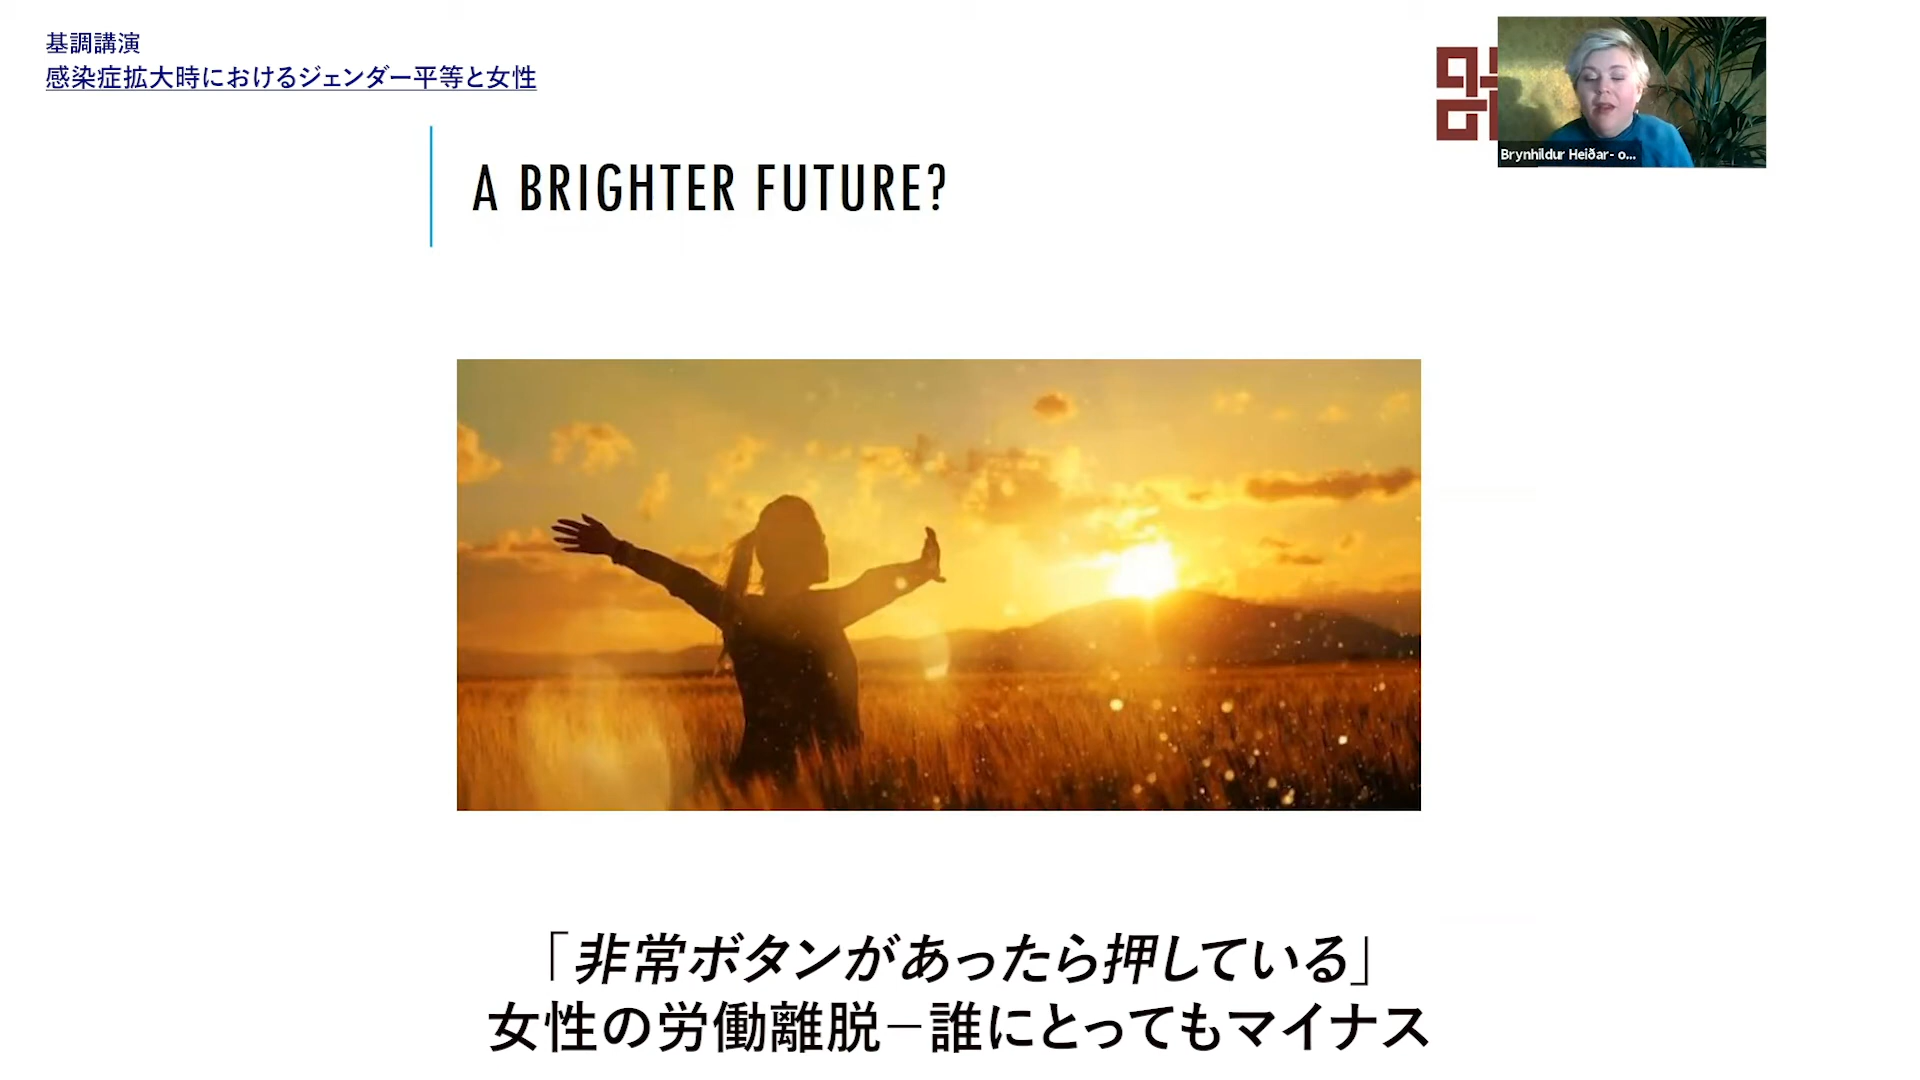 基調講演
感染症拡大時におけるジェンダー平等と女性
Brynhildur Heiðar- o...
A BRIGHTER FUTURE?
「非常ボタンがあったら押している」
女性の労働離脱－誰にとってもマイナス